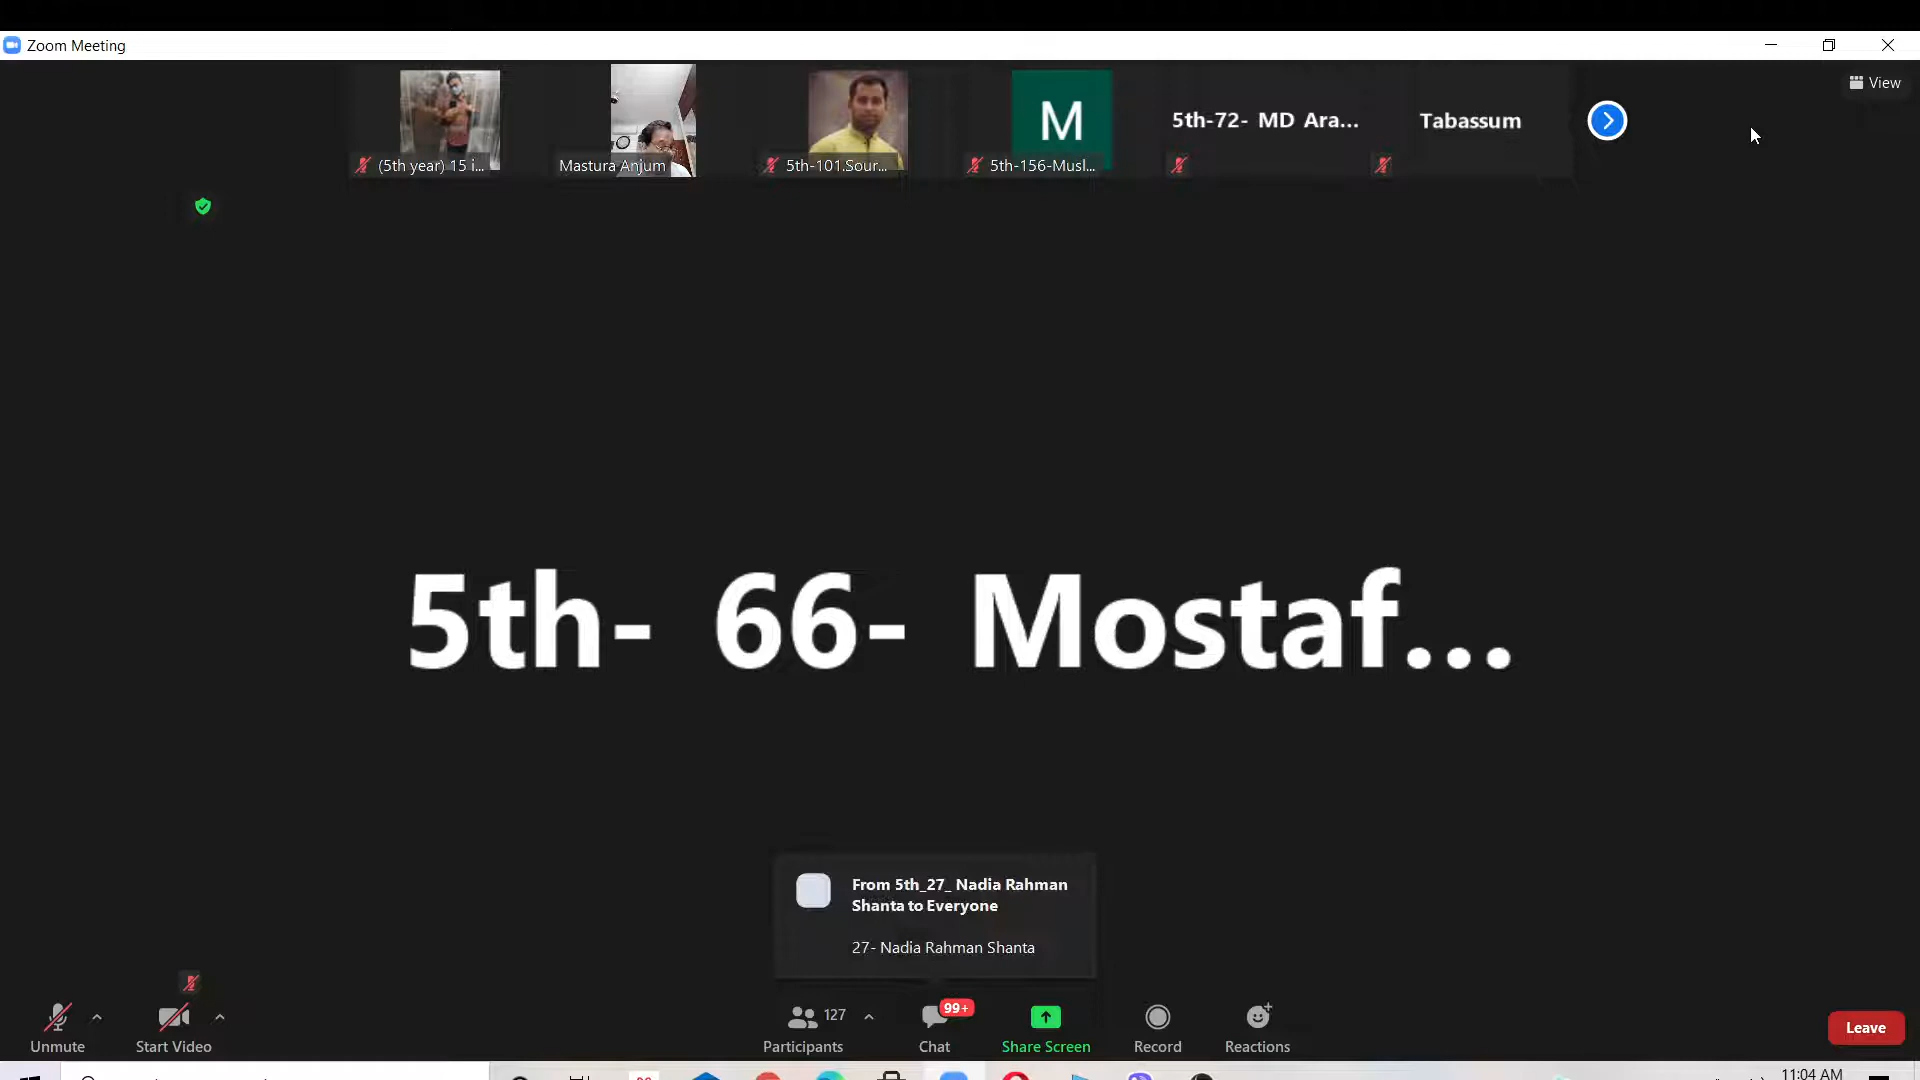 Zoom Meeting
View
M
5th-72- MD Ara...
Tabassum
(5th year) 15 i...
Mastura Anjum
5th-101.Sour...
5th-156-Musl...
5th- 66- Mostaf...
From 5th_27_ Nadia Rahman
Shanta to Everyone
27- Nadia Rahman Shanta
127
99+
Unmute
Start Video
Participants
Chat
Share Screen
Record
Reactions
Leave
11:04 AM